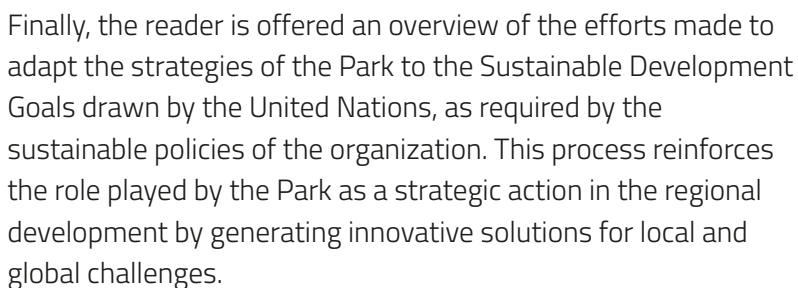 Finally, the reader is offered an overview of the efforts made to
adapt the strategies of the Park to the Sustainable Development
Goals drawn by the United Nations, as required by the
sustainable policies of the organization. This process reinforces
the role played by the Park as a strategic action in the regional
development by generating innovative solutions for local and
global challenges.